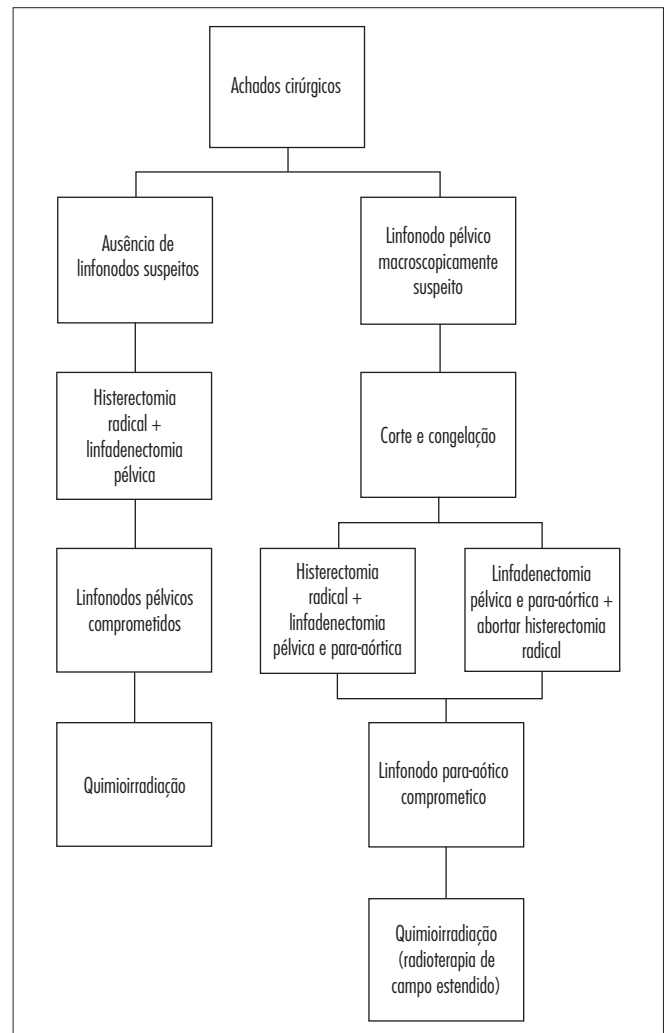 Achados cirúrgicos
Ausência de
linfonodos suspeitos
Linfonodo pélvico
macroscopicamente
suspeito
Histerectomia
radical +
linfadenectomia
pélvica
Corte e congelação
Linfonodos pélvicos
comprometidos
Histerectomia
radical +
linfadenectomia
pélvica e para-aórtica
Linfadenectomia
pélvica e para-aórtica +
abortar histerectomia
radical
Quimioirradiação
Linfonodo para-aótico
comprometico
Quimioirradiação
(radioterapia de
campo estendido)